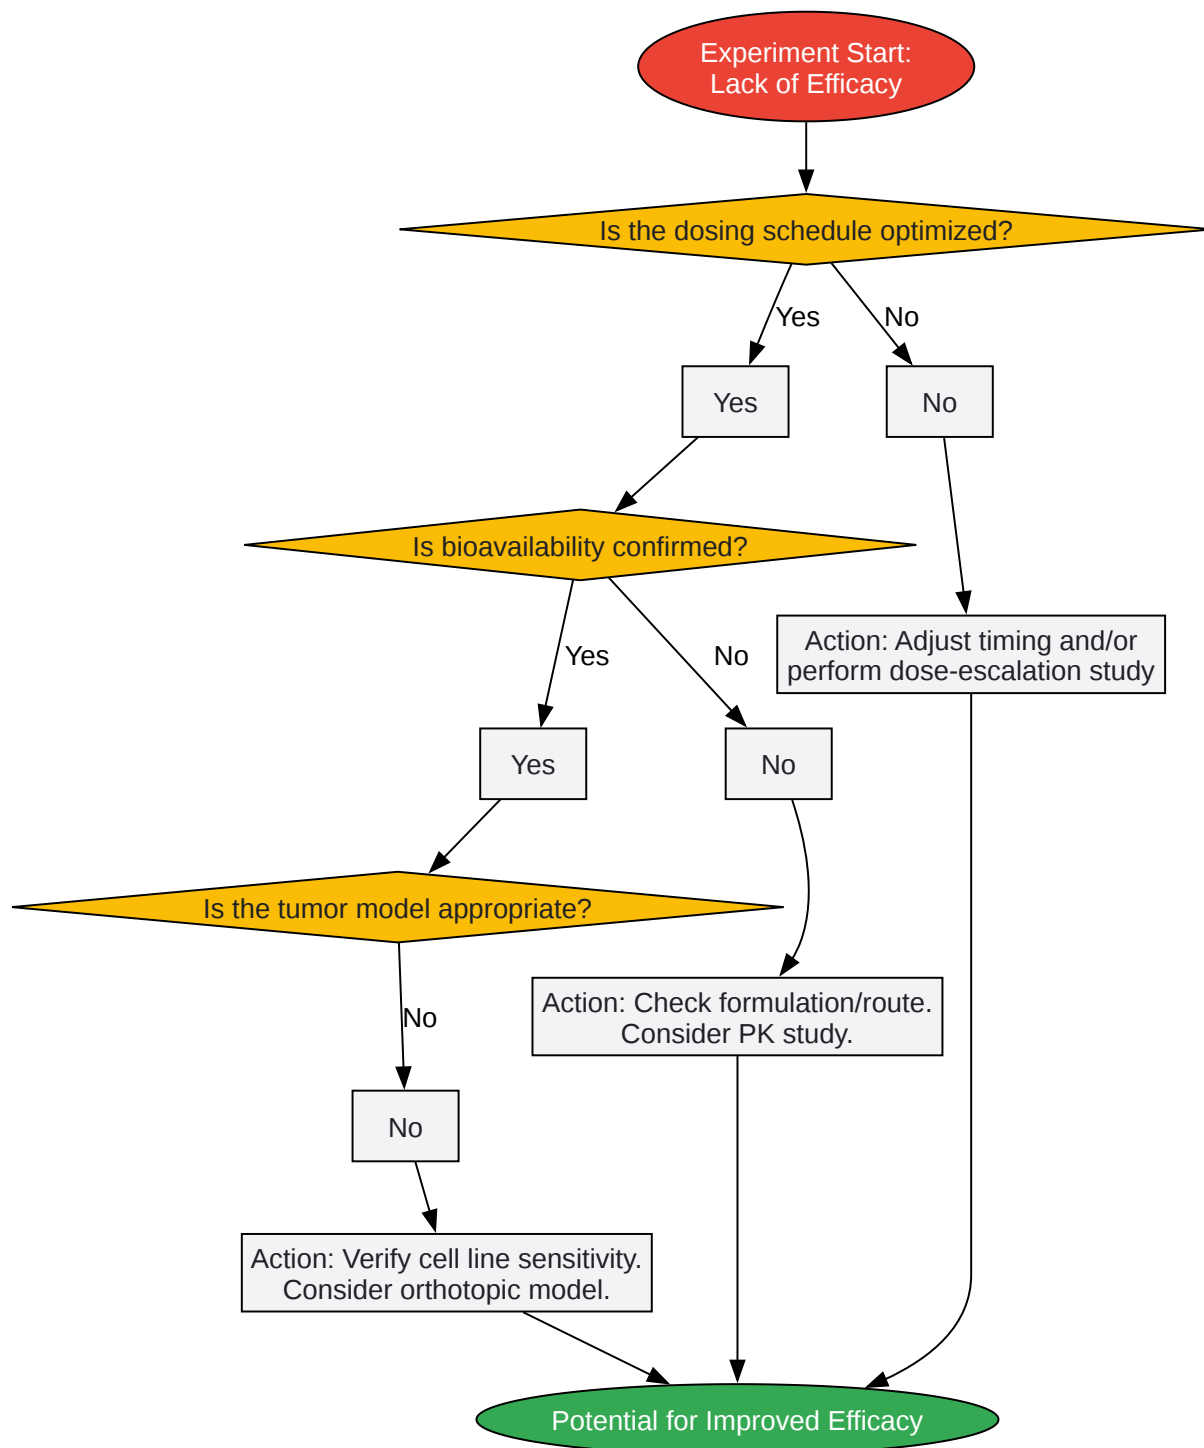 Experiment Start:
Lack of Efficacy
Is the dosing schedule optimized?
Yes
No
Yes
No
Is bioavailability confirmed?
Action: Adjust timing and/or
perform dose-escalation study
Yes
No
Yes
No
Is the tumor model appropriate?
Action: Check formulation/route.
Consider PK study.
No
No
Action: Verify cell line sensitivity.
Consider orthotopic model.
Potential for Improved Efficacy